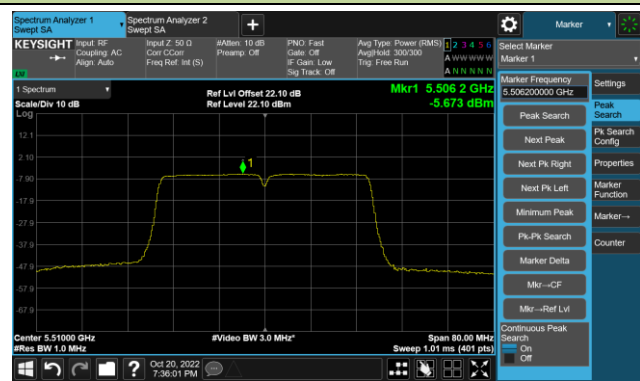 Spectrum Analyzer 1
Swept SA
Spectrum Analyzer 2
Swept SA
+
Marker
KEYSIGHT
Input: RF
Coupling: AC
Align: Auto
Input Z: 50 Ω
Corr CCorr
Freq Ref: Int (S)
#Atten: 10 dB
Preamp: Off
PNO: Fast
Gate: Off
IF Gain: Low
Sig Track: Off
Avg Type: Power (RMS)
Avg|Hold: 300/300
Trig: Free Run
1 2 3 4 5 6
A W W W W W
A N N N N N
LXI
Select Marker
Marker 1
1 Spectrum
Scale/Div 10 dB
Ref Lvl Offset 22.10 dB
Ref Level 22.10 dBm
Mkr1 5.506 2 GHz
-5.673 dBm
Log
12.1
2.10
-7.90
-17.9
-27.9
-37.9
-47.9
-57.9
-67.9
1
Center 5.51000 GHz
#Res BW 1.0 MHz
#Video BW 3.0 MHz*
Span 80.00 MHz
Sweep 1.01 ms (401 pts)
Marker Frequency
5.506200000 GHz
Peak Search
Next Peak
Next Pk Right
Next Pk Left
Minimum Peak
Pk-Pk Search
Marker Delta
Mkr→CF
Mkr→Ref Lvl
Continuous Peak
Search
On
Off
Settings
Peak
Search
Pk Search
Config
Properties
Marker
Function
Marker→
Counter
?
Oct 20, 2022
7:36:01 PM